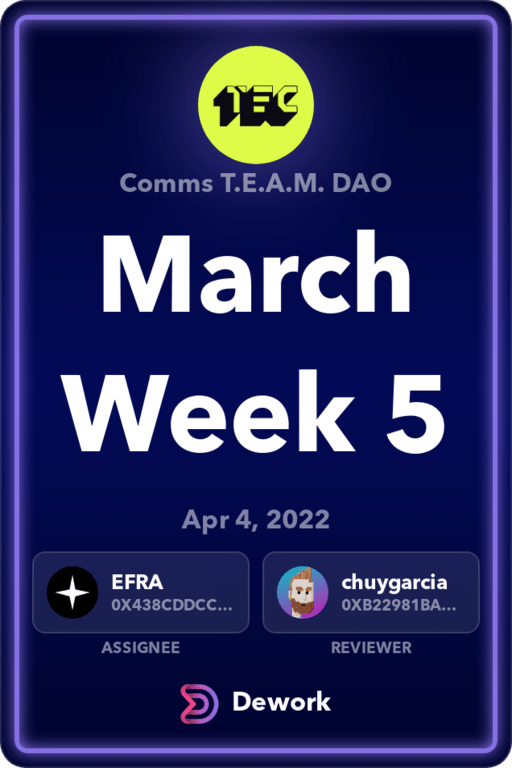 TEC
Comms T.E.A.M. DAO
March
Week 5
Apr 4, 2022
EFRA
0X438CDDCC...
chuygarcia
0XB22981BA...
ASSIGNEE
REVIEWER
Dework